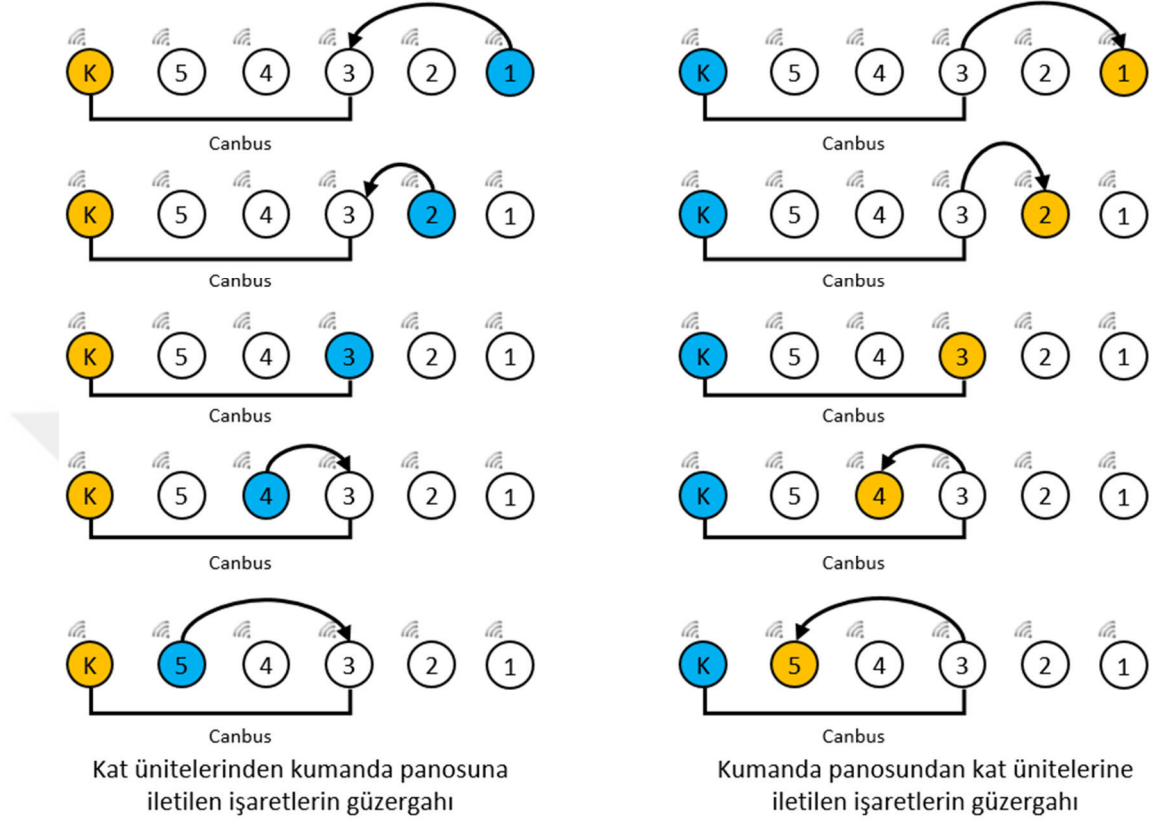 K 5 4 3 2 1
Canbus
K 5 4 3 2 1
Canbus
K 5 4 3 2 1
Canbus
K 5 4 3 2 1
Canbus
K 5 4 3 2 1
Canbus
Kat ünitelerinden kumanda panosuna
iletilen işaretlerin güzergahı
K 5 4 3 2 1
Canbus
K 5 4 3 2 1
Canbus
K 5 4 3 2 1
Canbus
K 5 4 3 2 1
Canbus
K 5 4 3 2 1
Canbus
Kumanda panosundan kat ünitelerine
iletilen işaretlerin güzergahı